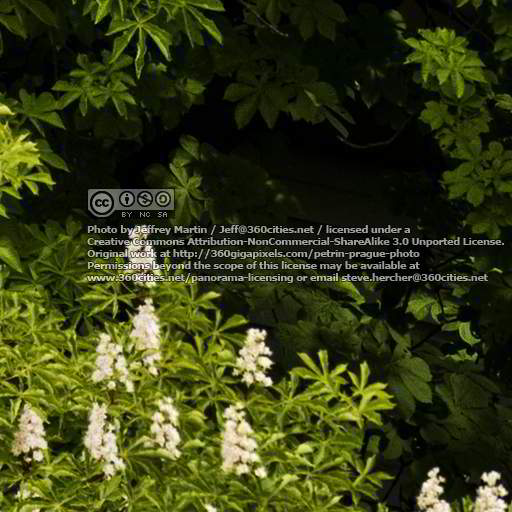 cc BY NC SA
Photo by Jeffrey Martin / Jeff@360cities.net / licensed under a
Creative Commons Attribution-NonCommercial-ShareAlike 3.0 Unported License.
Original work at http://360gigapixels.com/petrin-prague-photo
Permissions beyond the scope of this license may be available at
www.360cities.net/panorama-licensing or email steve.hercher@360cities.net